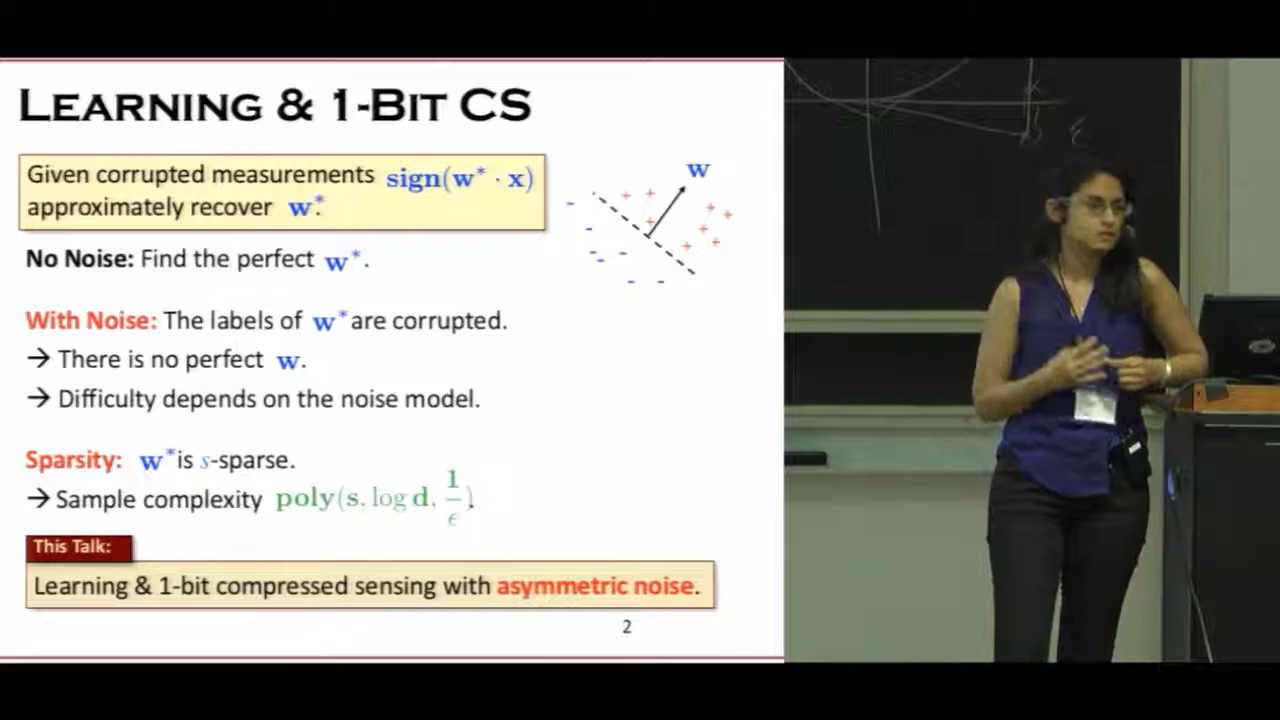 LEARNING & 1-BIT CS
Given corrupted measurements sign(w* · x)
approximately recover w*.
w
No Noise: Find the perfect w*.
With Noise: The labels of w* are corrupted.
→ There is no perfect w.
→ Difficulty depends on the noise model.
Sparsity: w* is s-sparse.
→ Sample complexity poly(s, log d, 1/ϵ).
This Talk:
Learning & 1-bit compressed sensing with asymmetric noise.
2